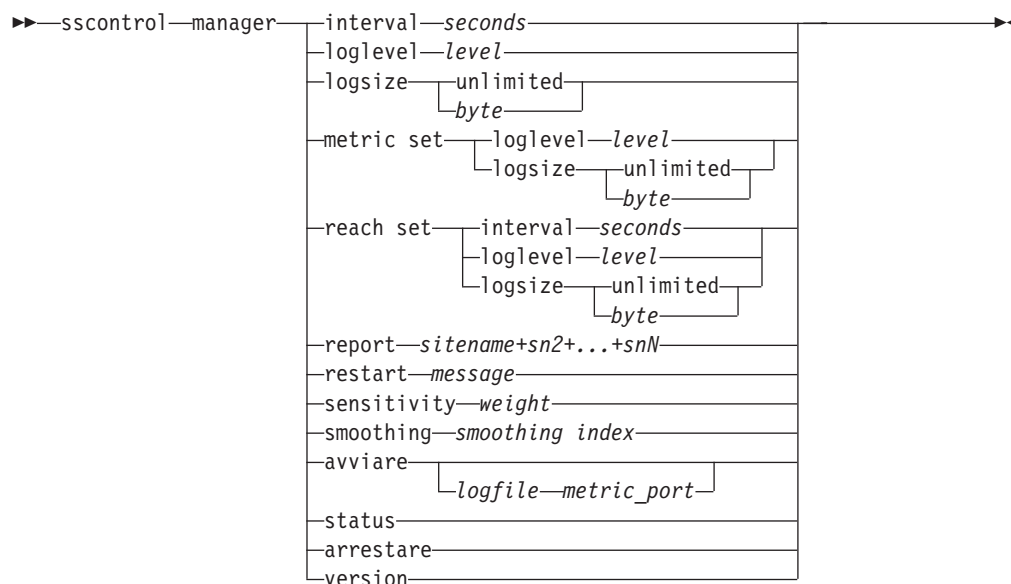 sscontrol manager interval seconds
loglevel level
logsize unlimited
byte
metric set loglevel level
logsize unlimited
byte
reach set interval seconds
loglevel level
logsize unlimited
byte
report sitename+sn2+...+snN
restart message
sensitivity weight
smoothing smoothing index
avviare
logfile metric_port
status
arrestare
version